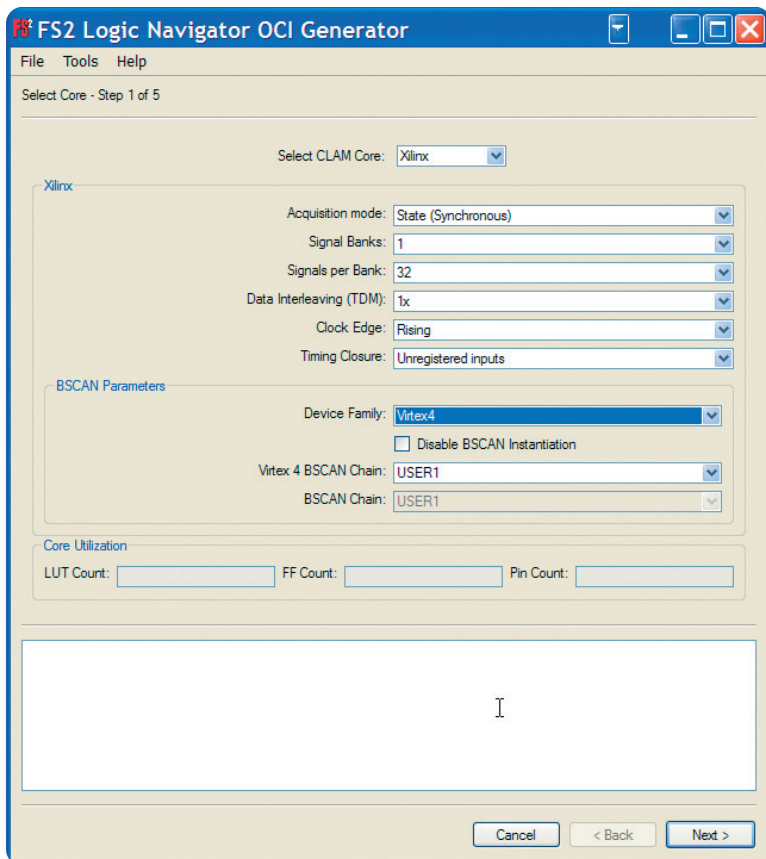 FS2 FS2 Logic Navigator OCI Generator
File Tools Help
Select Core - Step 1 of 5
Select CLAM Core: Xilinx
Xilinx
Acquisition mode: State (Synchronous)
Signal Banks: 1
Signals per Bank: 32
Data Interleaving (TDM): 1x
Clock Edge: Rising
Timing Closure: Unregistered inputs
BSCAN Parameters
Device Family: Virtex4
Disable BSCAN Instantiation
Virtex 4 BSCAN Chain: USER1
BSCAN Chain: USER1
Core Utilization
LUT Count: FF Count: Pin Count:
Cancel < Back Next >